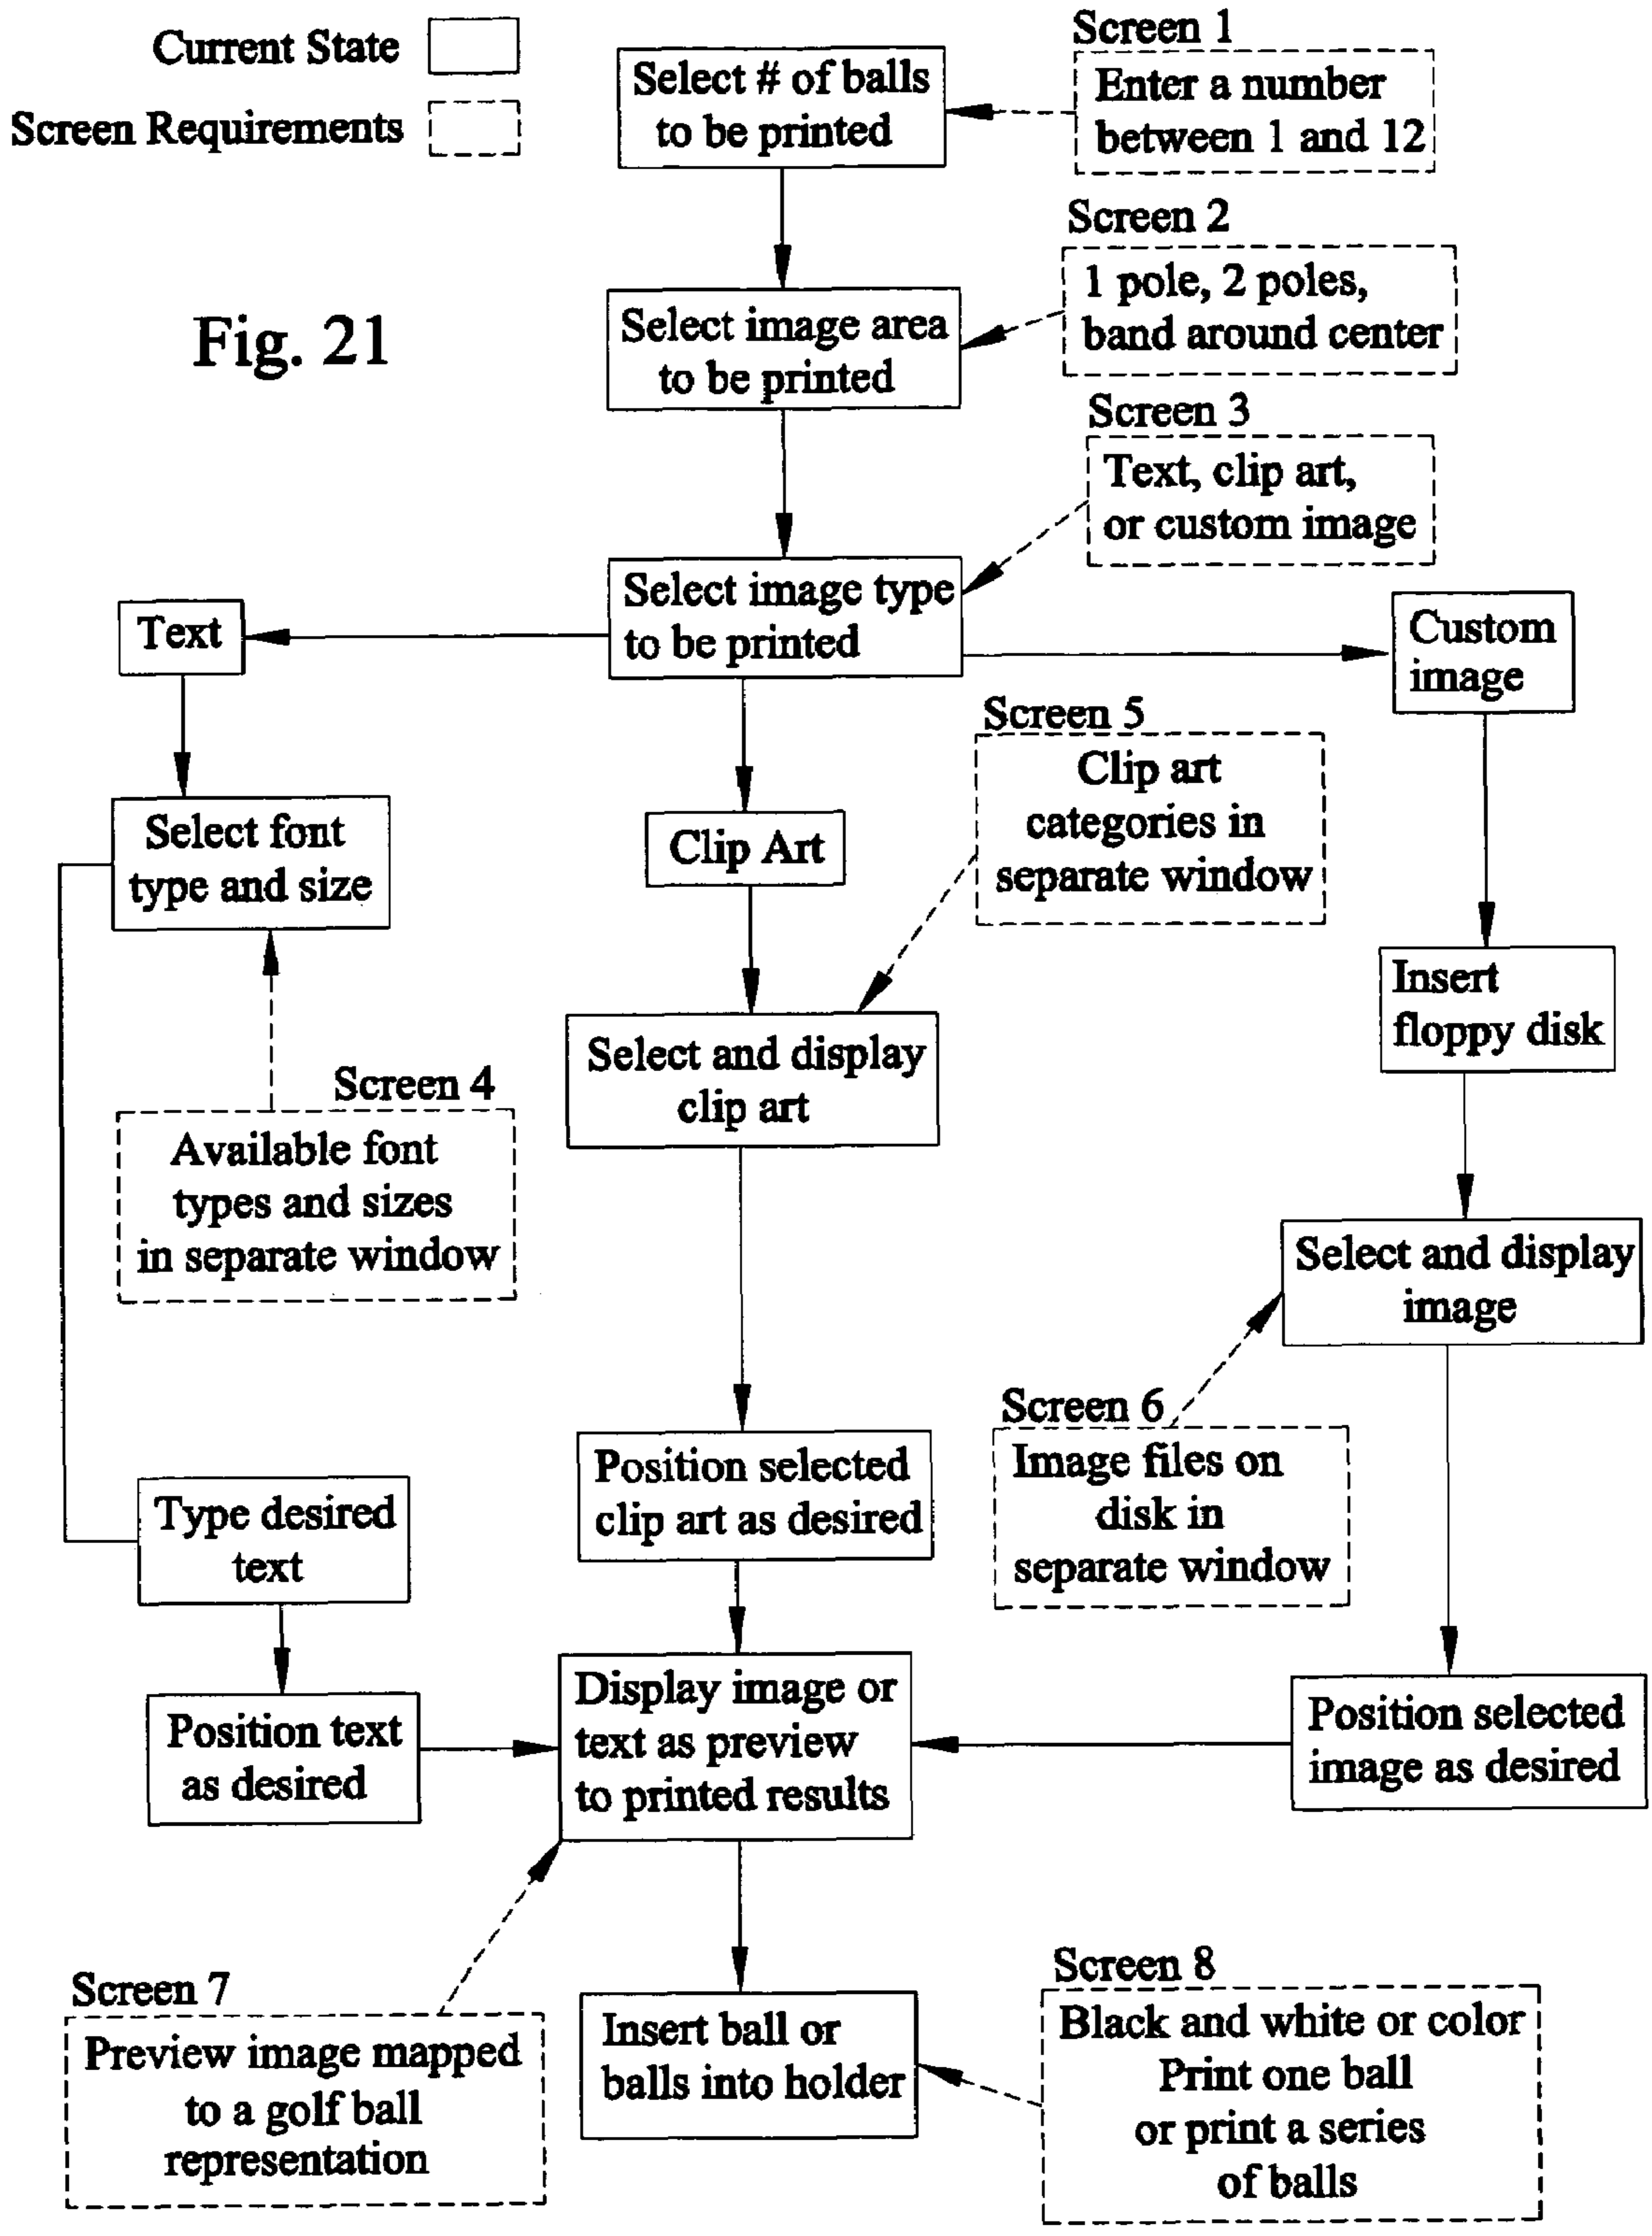 Current State
Screen Requirements
Fig. 21
Select # of balls
to be printed
Screen 1
Enter a number
between 1 and 12
Screen 2
1 pole, 2 poles,
band around center
Select image area
to be printed
Screen 3
Text, clip art,
or custom image
Select image type
to be printed
Text
Custom
image
Screen 5
Clip art
categories in
separate window
Select font
type and size
Clip Art
Insert
floppy disk
Select and display
clip art
Screen 4
Available font
types and sizes
in separate window
Select and display
image
Screen 6
Image files on
disk in
separate window
Position selected
clip art as desired
Type desired
text
Position text
as desired
Display image or
text as preview
to printed results
Position selected
image as desired
Screen 7
Preview image mapped
to a golf ball
representation
Insert ball or
balls into holder
Screen 8
Black and white or color
Print one ball
or print a series
of balls